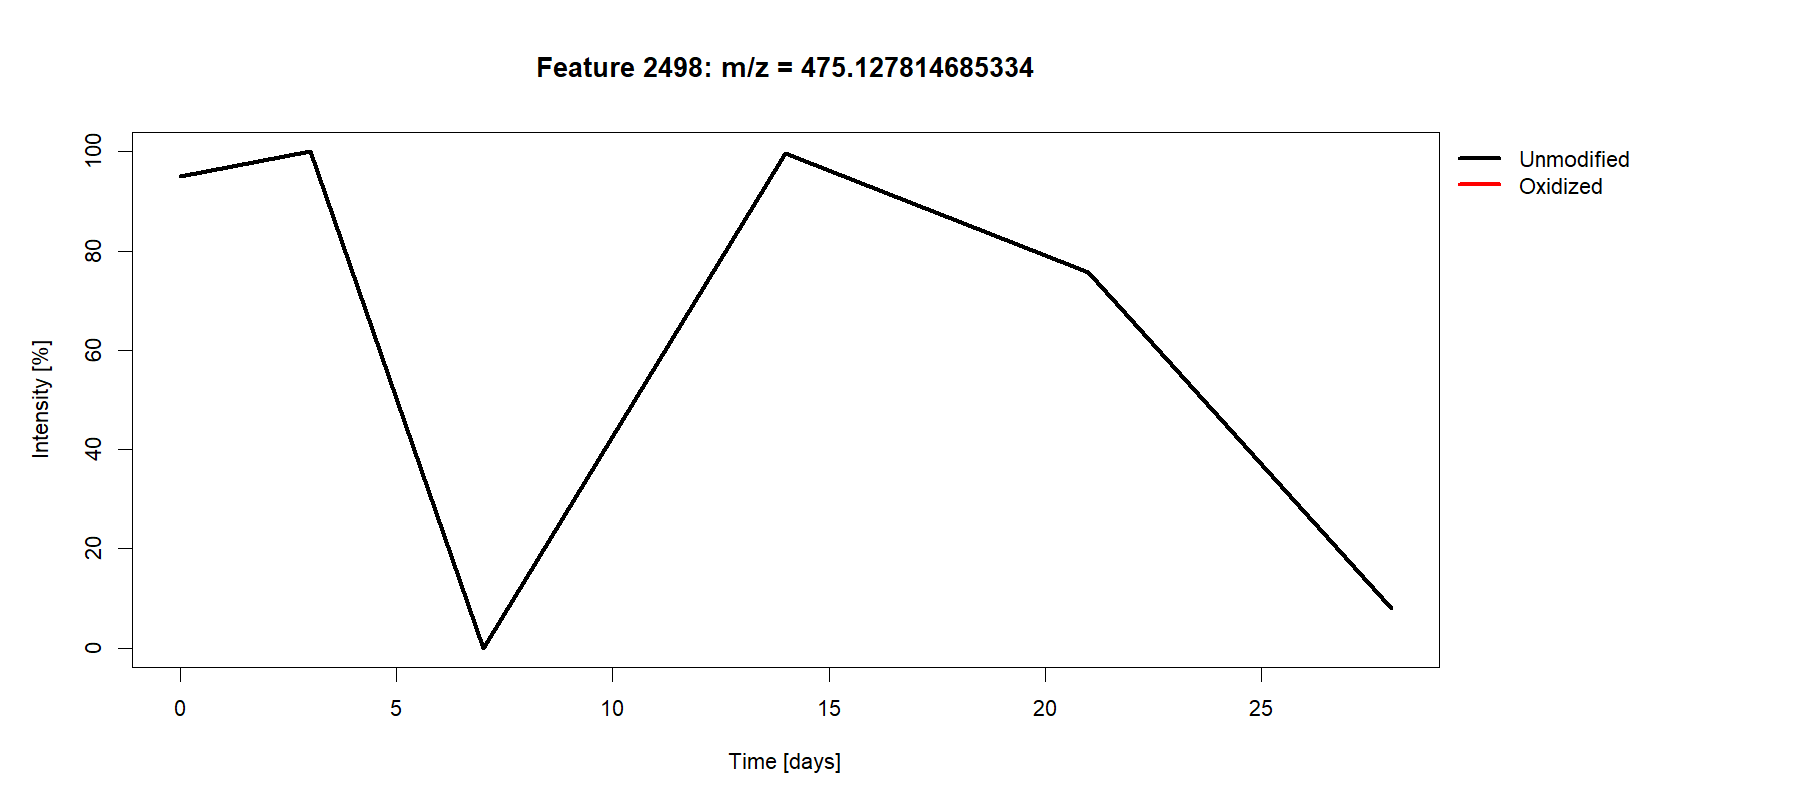 Feature 2498: m/z = 475.127814685334
Unmodified
Oxidized
Intensity [%]
100
80
60
40
20
0
0 5 10 15 20 25
Time [days]